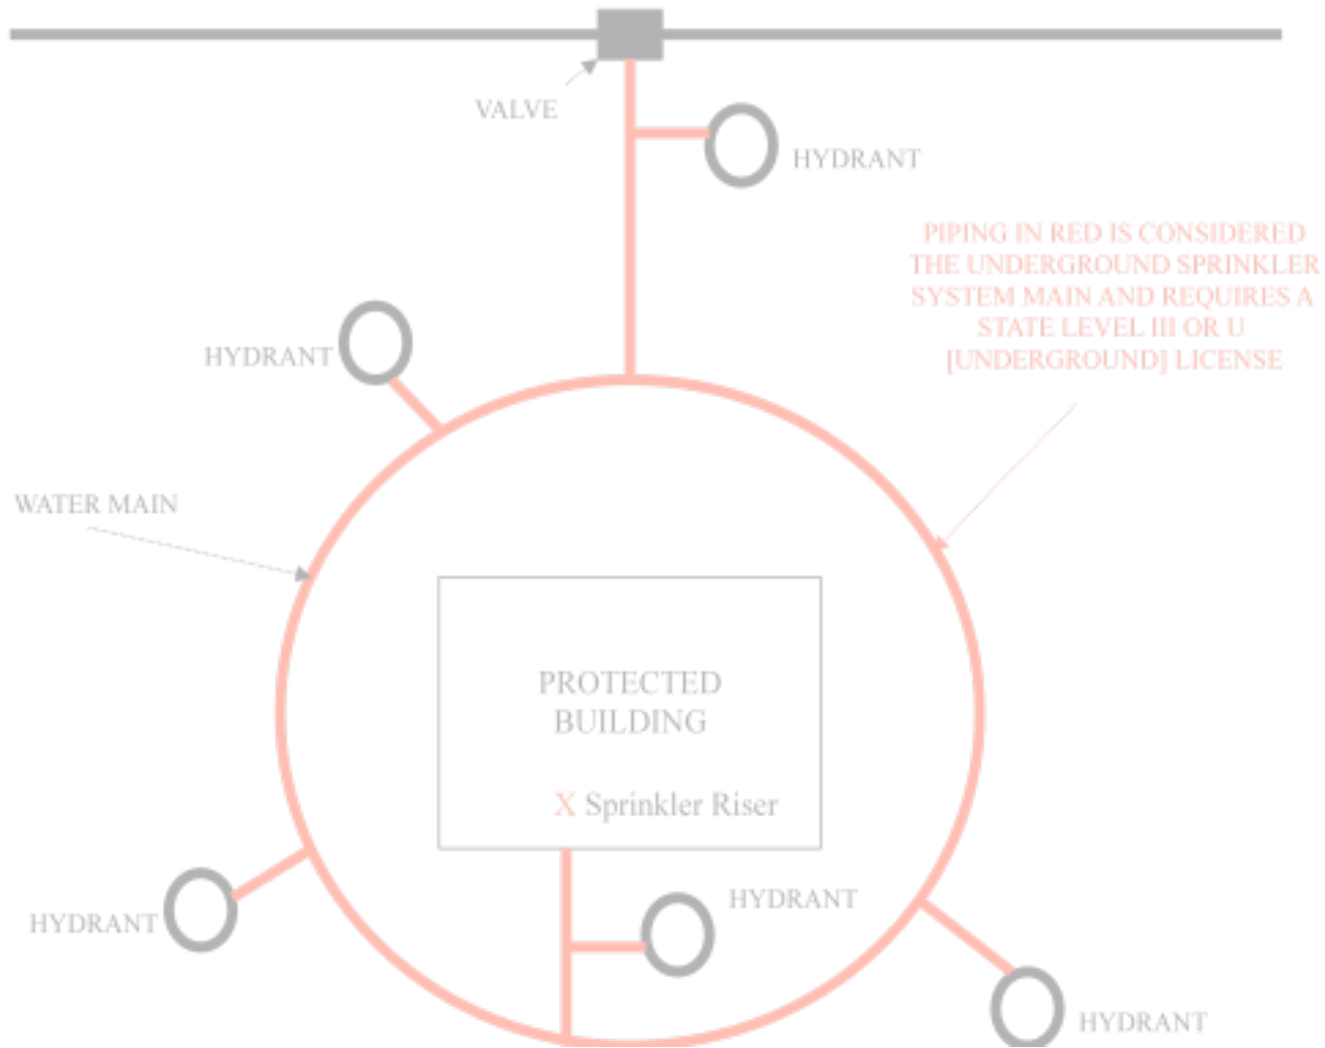 VALVE
HYDRANT
PIPING IN RED IS CONSIDERED
THE UNDERGROUND SPRINKLER
SYSTEM MAIN AND REQUIRES A
STATE LEVEL III OR U
[UNDERGROUND] LICENSE
HYDRANT
WATER MAIN
PROTECTED
BUILDING
X Sprinkler Riser
HYDRANT
HYDRANT
HYDRANT